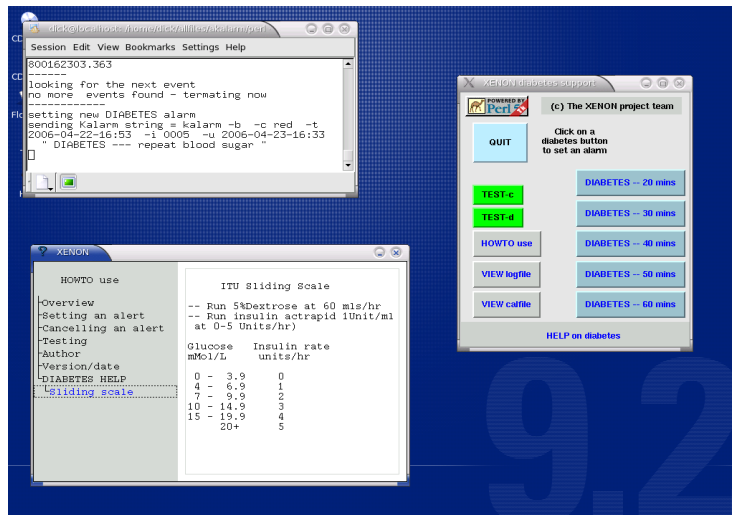 dick@localhost: /home/dick/allfiles/akalarm/perl
Session Edit View Bookmarks Settings Help
800162303.363
------
looking for the next event
no more  events found - termating now
------------
setting new DIABETES alarm
sending Kalarm string = kalarm -b  -c red  -t
2006-04-22-16:53  -i 0005  -u 2006-04-23-16:33
" DIABETES --- repeat blood sugar "
XENON
HOWTO use
Overview
Setting an alert
Cancelling an alert
Testing
Author
Version/date
DIABETES HELP
Sliding scale
ITU Sliding Scale
-- Run 5%Dextrose at 60 mls/hr
-- Run insulin actrapid 1Unit/ml
at 0-5 Units/hr)
Glucose   Insulin rate
mMol/L    units/hr
0 -  3.9    0
4 -  6.9    1
7 -  9.9    2
10 - 14.9    3
15 - 19.9    4
20+      5
XENON diabetes support
POWERED BY
Perl
(c) The XENON project team
QUIT
Click on a
diabetes button
to set an alarm
TEST-c
TEST-d
HOWTO use
VIEW logfile
VIEW calfile
DIABETES -- 20 mins
DIABETES -- 30 mins
DIABETES -- 40 mins
DIABETES -- 50 mins
DIABETES -- 60 mins
HELP on diabetes
9.2